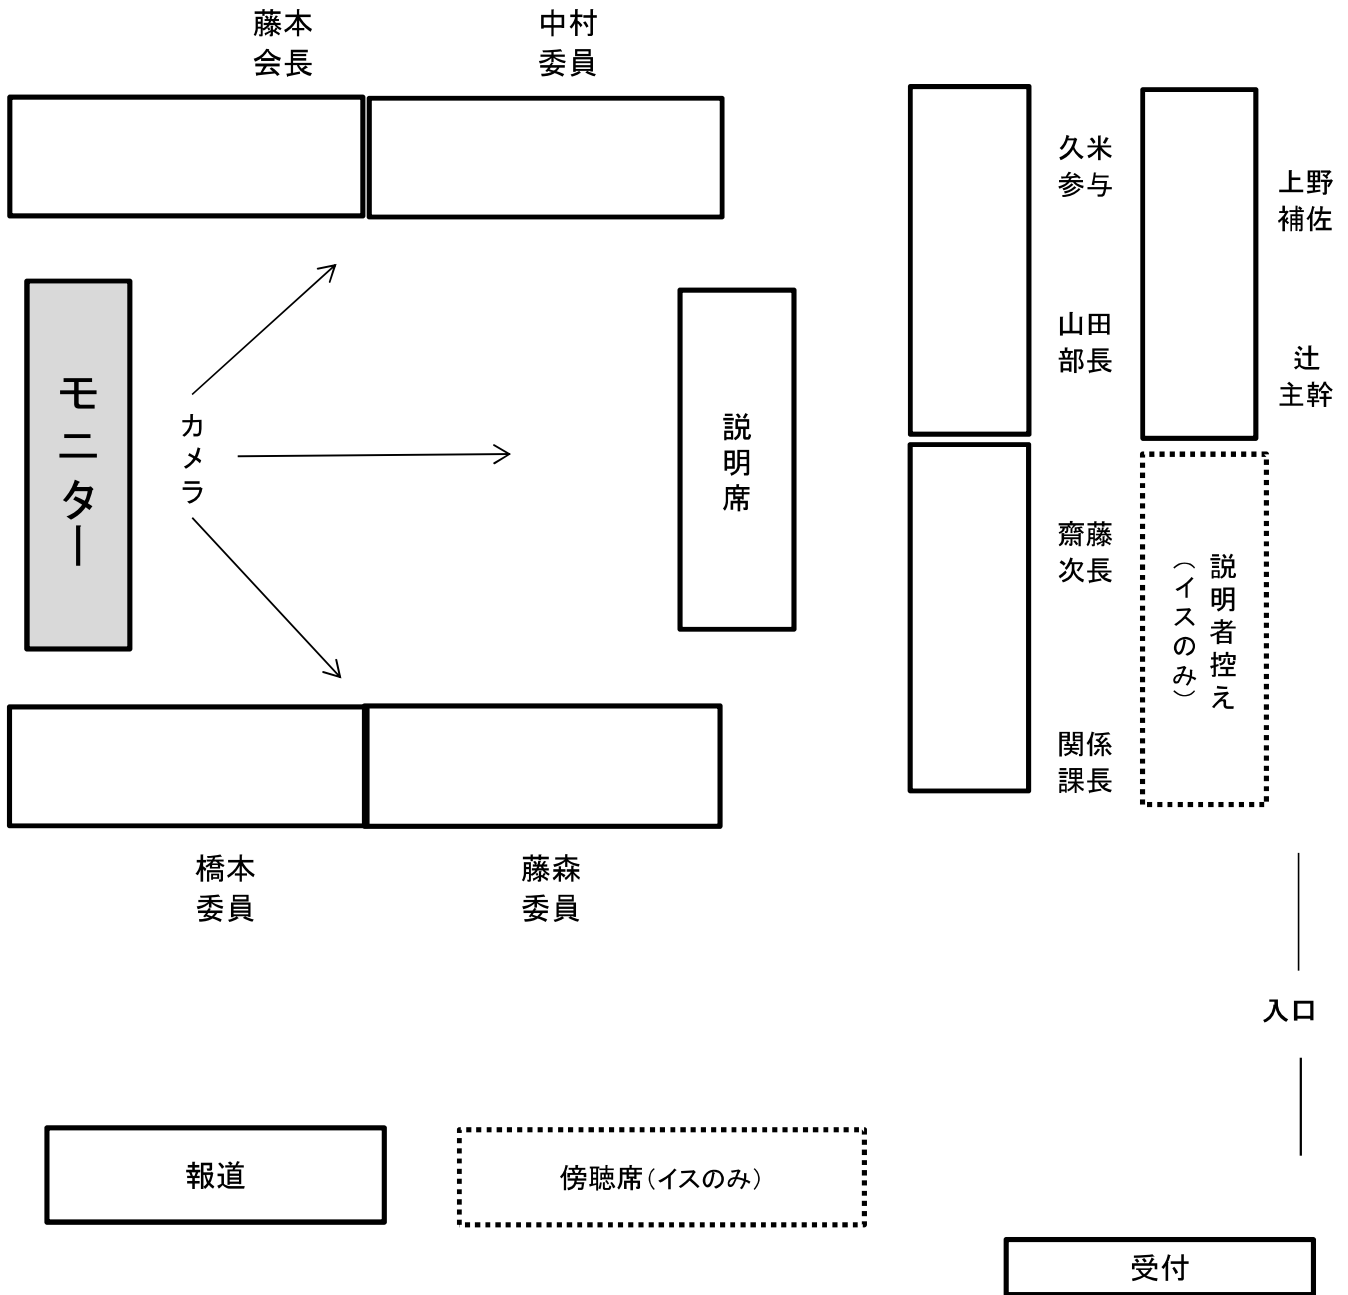 藤本
会長
中村
委員
久米
参与
上野
補佐
山田
部長
辻
主幹
モニター
カメラ
説明席
齋藤
次長
説明者控え
（イスのみ）
関係
課長
橋本
委員
藤森
委員
入口
報道
傍聴席（イスのみ）
受付